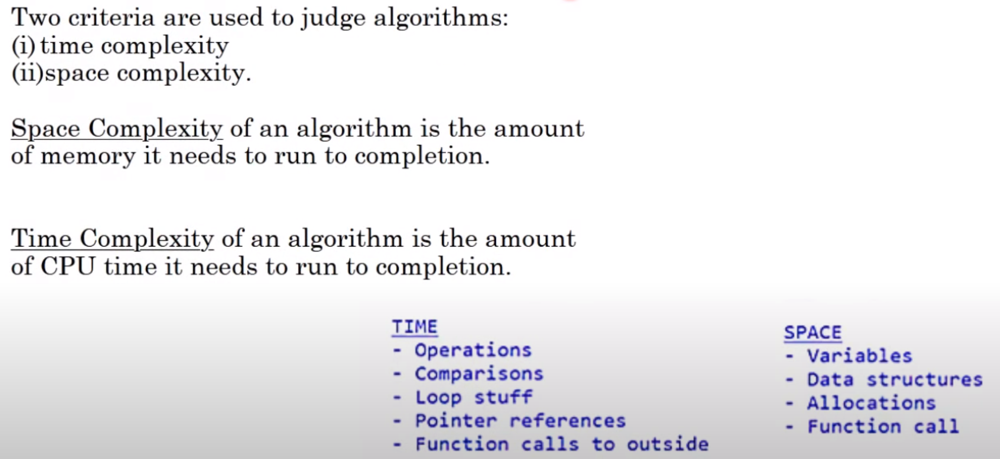 Two criteria are used to judge algorithms:
(i) time complexity
(ii)space complexity.
Space Complexity of an algorithm is the amount
of memory it needs to run to completion.
Time Complexity of an algorithm is the amount
of CPU time it needs to run to completion.
TIME
- Operations
- Comparisons
- Loop stuff
- Pointer references
- Function calls to outside
SPACE
- Variables
- Data structures
- Allocations
- Function call